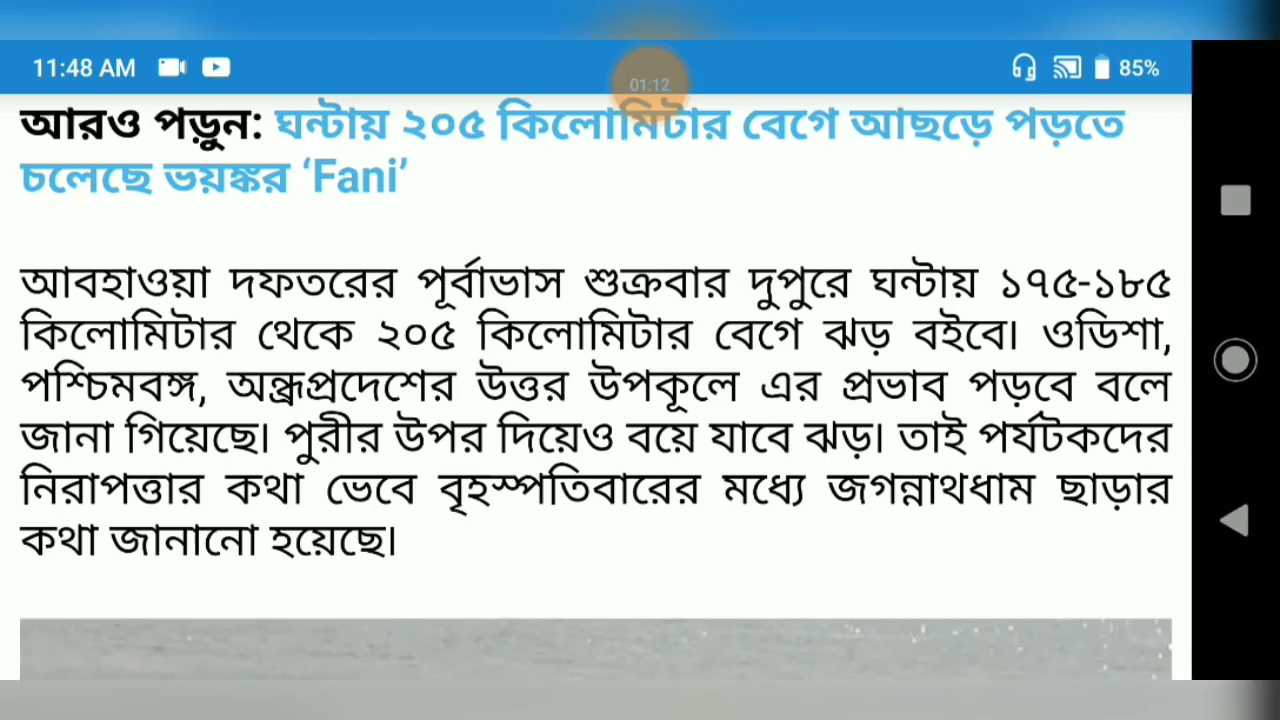 11:48 AM
01:12
85%
আরও পড়ুন: ঘন্টায় ২০৫ কিলোমিটার বেগে আছড়ে পড়তে
চলেছে ভয়ঙ্কর ‘Fani’
আবহাওয়া দফতরের পূর্বাভাস শুক্রবার দুপুরে ঘন্টায় ১৭৫-১৮৫
কিলোমিটার থেকে ২০৫ কিলোমিটার বেগে ঝড় বইবে। ওডিশা,
পশ্চিমবঙ্গ, অন্ধ্রপ্রদেশের উত্তর উপকূলে এর প্রভাব পড়বে বলে
জানা গিয়েছে। পুরীর উপর দিয়েও বয়ে যাবে ঝড়। তাই পর্যটকদের
নিরাপত্তার কথা ভেবে বৃহস্পতিবারের মধ্যে জগন্নাথধাম ছাড়ার
কথা জানানো হয়েছে।